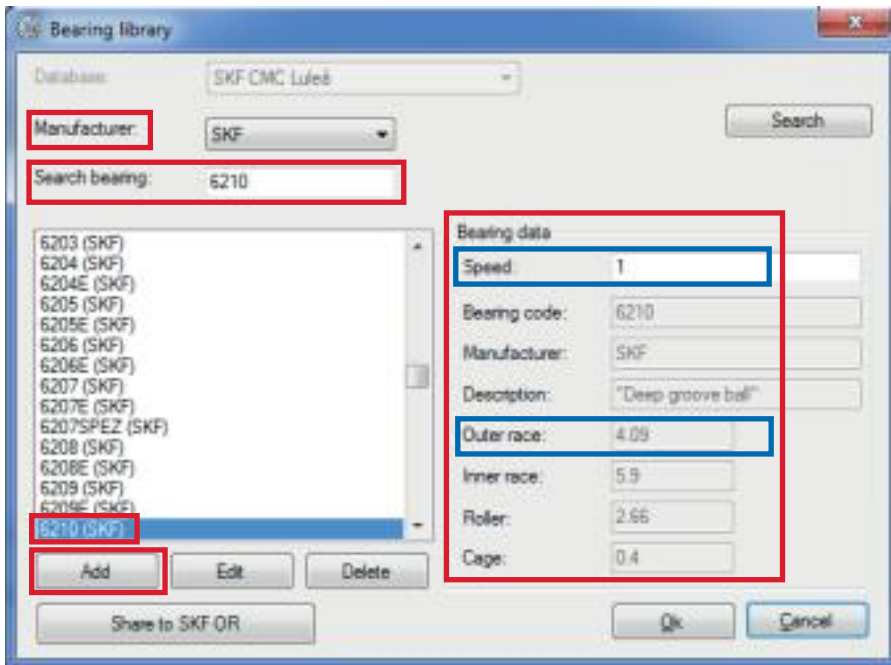 Bearing library
Database: SKF CMC Luleå
Manufacturer: SKF
Search
Search bearing: 6210
6203 (SKF)
6204 (SKF)
6204E (SKF)
6205 (SKF)
6205E (SKF)
6206 (SKF)
6206E (SKF)
6207 (SKF)
6207E (SKF)
6207SPEZ (SKF)
6208 (SKF)
6208E (SKF)
6209 (SKF)
6209E (SKF)
6210 (SKF)
Bearing data
Speed: 1
Bearing code: 6210
Manufacturer: SKF
Description: "Deep groove ball"
Outer race: 4.09
Inner race: 5.9
Roller: 2.66
Cage: 0.4
Add Edit Delete
Share to SKF OR
Ok Cancel